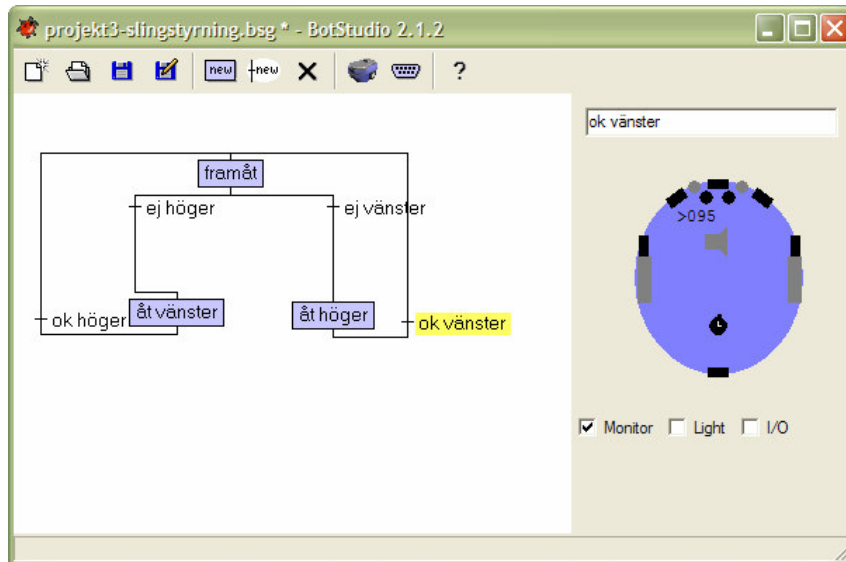 projekt3-slingstyrning.bsg * - BotStudio 2.1.2
new new ?
ok vänster
framåt
ej höger ej vänster
>095
åt vänster åt höger
ok höger ok vänster
Monitor Light I/O